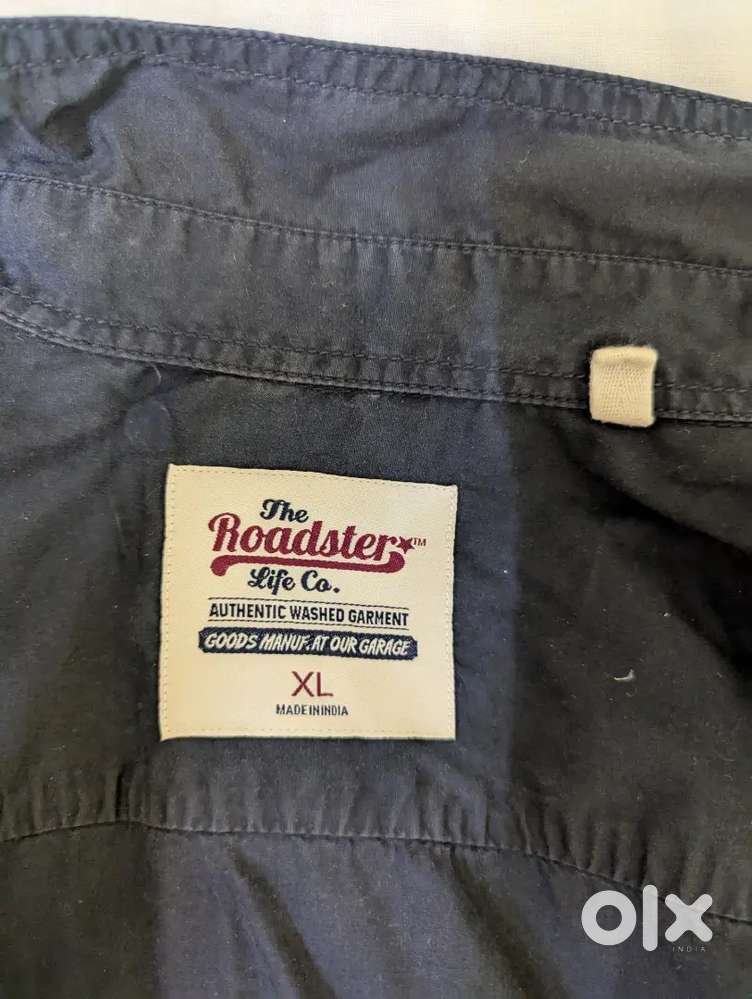 The
Roadster™
Life Co.
AUTHENTIC WASHED GARMENT
GOODS MANUF. AT OUR GARAGE
XL
MADE IN INDIA
olx
INDIA